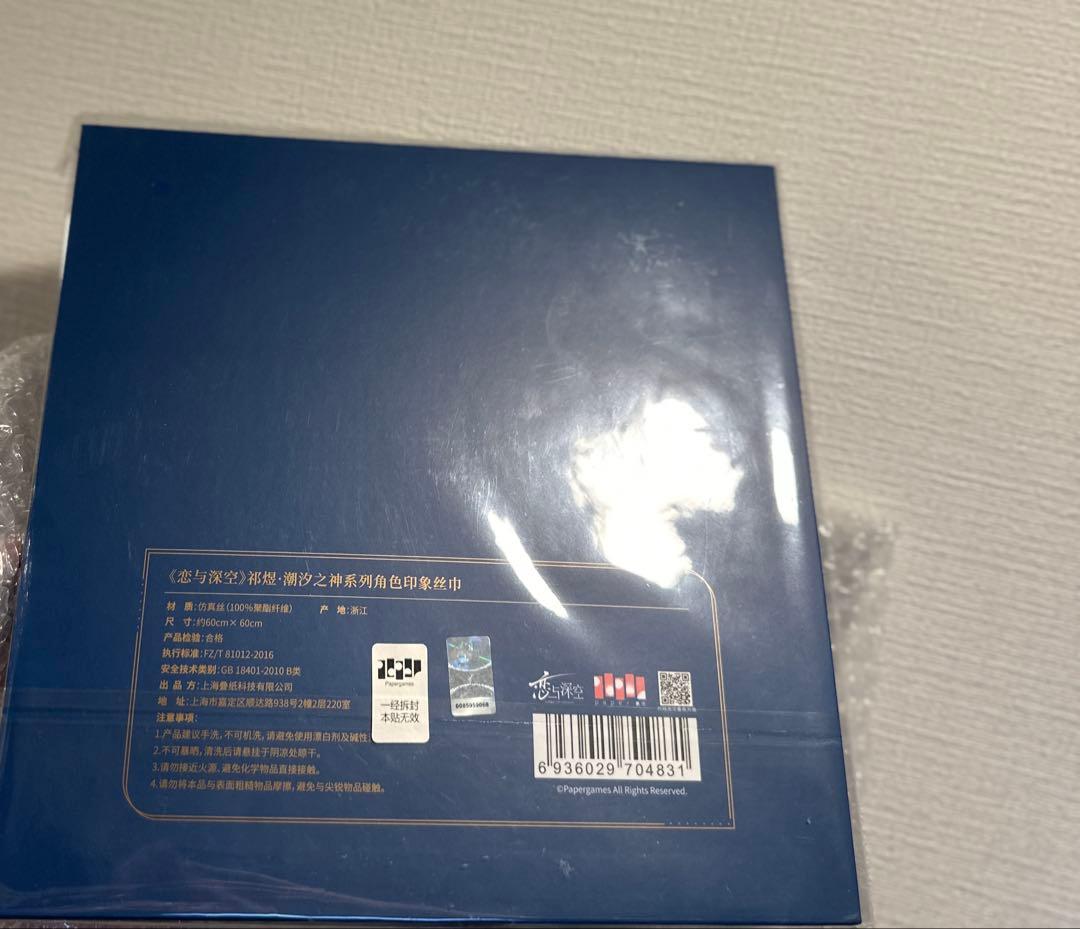 《恋与深空》祁煜·潮汐之神系列角色印象丝巾
材 质:仿真丝(100%聚酯纤维) 产 地:浙江
尺 寸:约60cm×60cm
产品检验:合格
执行标准:FZ/T 81012-2016
安全技术类别:GB 18401-2010 B类
出 品 方:上海叠纸科技有限公司
地 址:上海市嘉定区顺达路938号2幢2层220室
注意事项:
1.产品建议手洗,不可机洗,请避免使用漂白剂及碱性
2.不可暴晒,清洗后请悬挂于阴凉处晾干。
3.请勿接近火源、避免化学物品直接接触。
4.请勿将本品与表面粗糙物品摩擦,避免与尖锐物品碰触。
paper
Papergames
一经拆封
本贴无效
恋与深空
paper
6 936029 704831
©Papergames All Rights Reserved.